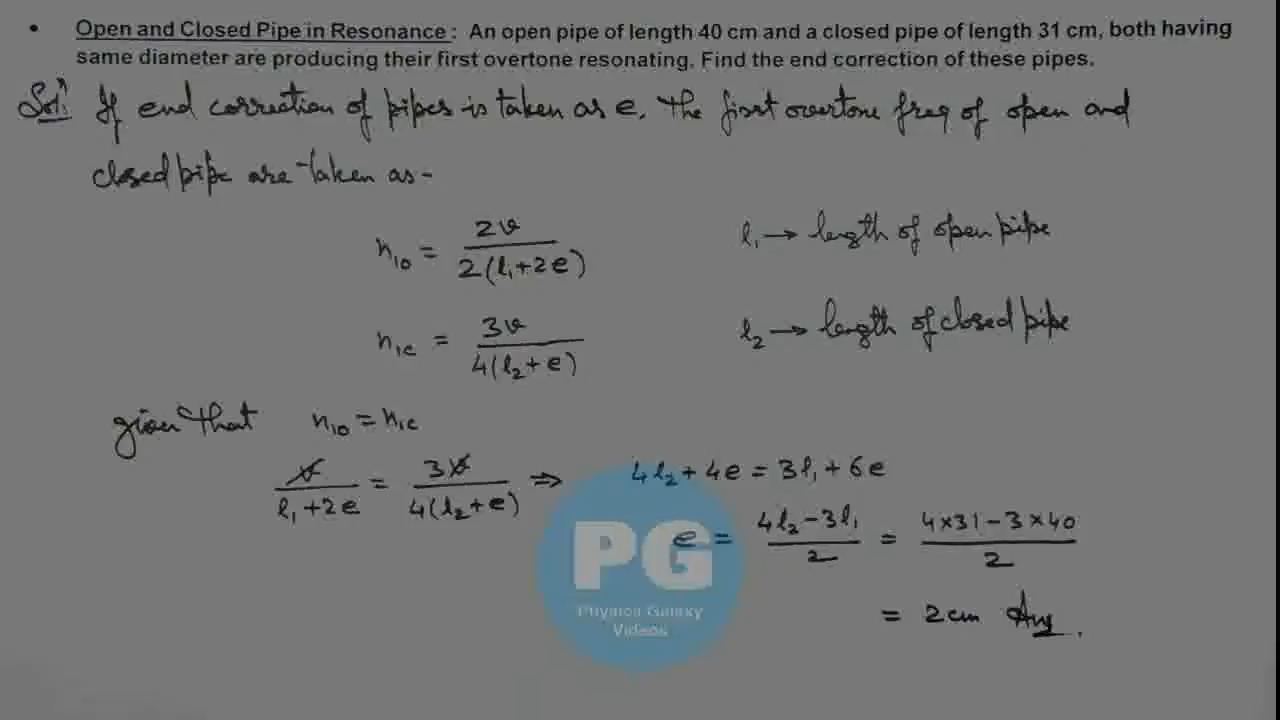 • Open and Closed Pipe in Resonance : An open pipe of length 40 cm and a closed pipe of length 31 cm, both having
same diameter are producing their first overtone resonating. Find the end correction of these pipes.
Solⁿ: If end correction of pipes is taken as e, The first overtone freq of open and
closed pipe are taken as-
n₁₀ = 2v / 2(l₁+2e)
l₁ → length of open pipe
n₁c = 3v / 4(l₂+e)
l₂ → length of closed pipe
given that n₁₀ = n₁c
v / l₁+2e = 3v / 4(l₂+e) ⇒ 4l₂+4e = 3l₁+6e
e = 4l₂-3l₁ / 2 = 4×31-3×40 / 2
= 2cm Ans.
PG
Physics Galaxy
Videos